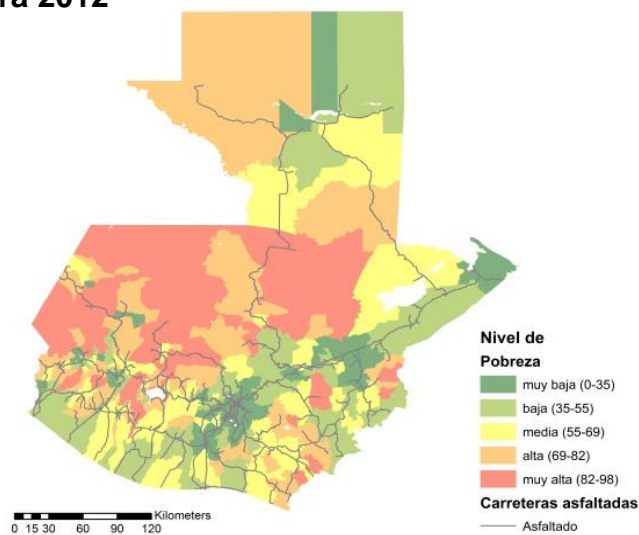 ra 2012
Nivel de
Pobreza
muy baja (0-35)
baja (35-55)
media (55-69)
alta (69-82)
muy alta (82-98)
Carreteras asfaltadas
Asfaltado
Kilometers
0 15 30 60 90 120